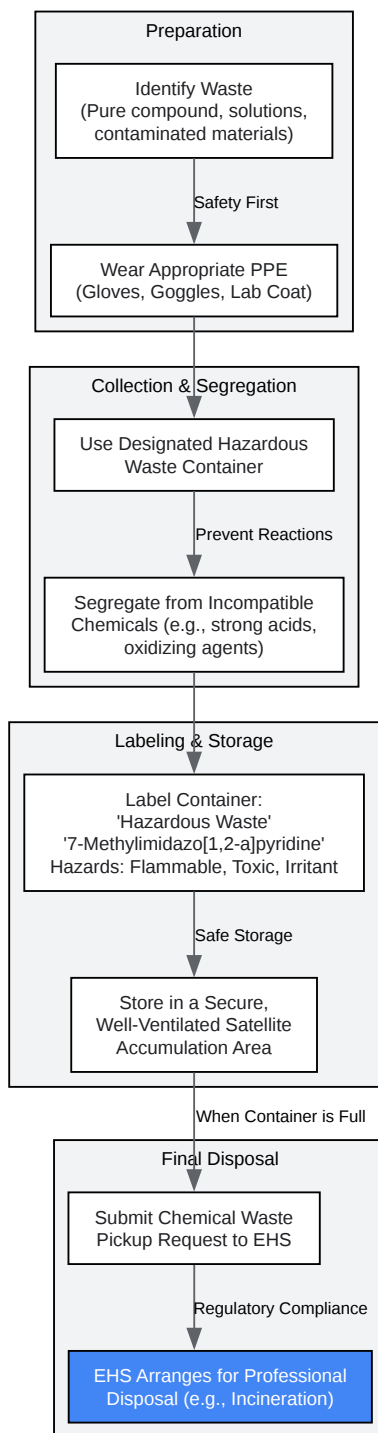 Preparation
Identify Waste
(Pure compound, solutions,
contaminated materials)
Safety First
Wear Appropriate PPE
(Gloves, Goggles, Lab Coat)
Collection & Segregation
Use Designated Hazardous
Waste Container
Prevent Reactions
Segregate from Incompatible
Chemicals (e.g., strong acids,
oxidizing agents)
Labeling & Storage
Label Container:
'Hazardous Waste'
'7-Methylimidazo[1,2-a]pyridine'
Hazards: Flammable, Toxic, Irritant
Safe Storage
Store in a Secure,
Well-Ventilated Satellite
Accumulation Area
When Container is Full
Final Disposal
Submit Chemical Waste
Pickup Request to EHS
Regulatory Compliance
EHS Arranges for Professional
Disposal (e.g., Incineration)